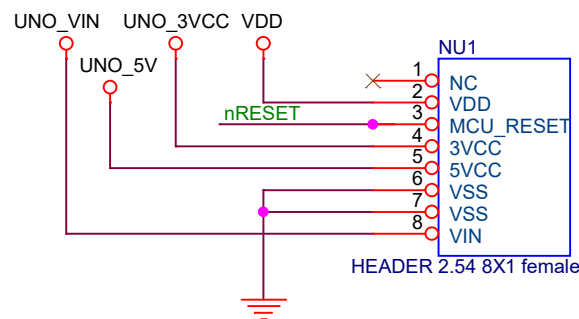 UNO_VIN UNO_3VCC VDD
NU1
UNO_5V
1 NC
2 VDD
nRESET
3 MCU_RESET
4 3VCC
5 5VCC
6 VSS
7 VSS
8 VIN
HEADER 2.54 8X1 female